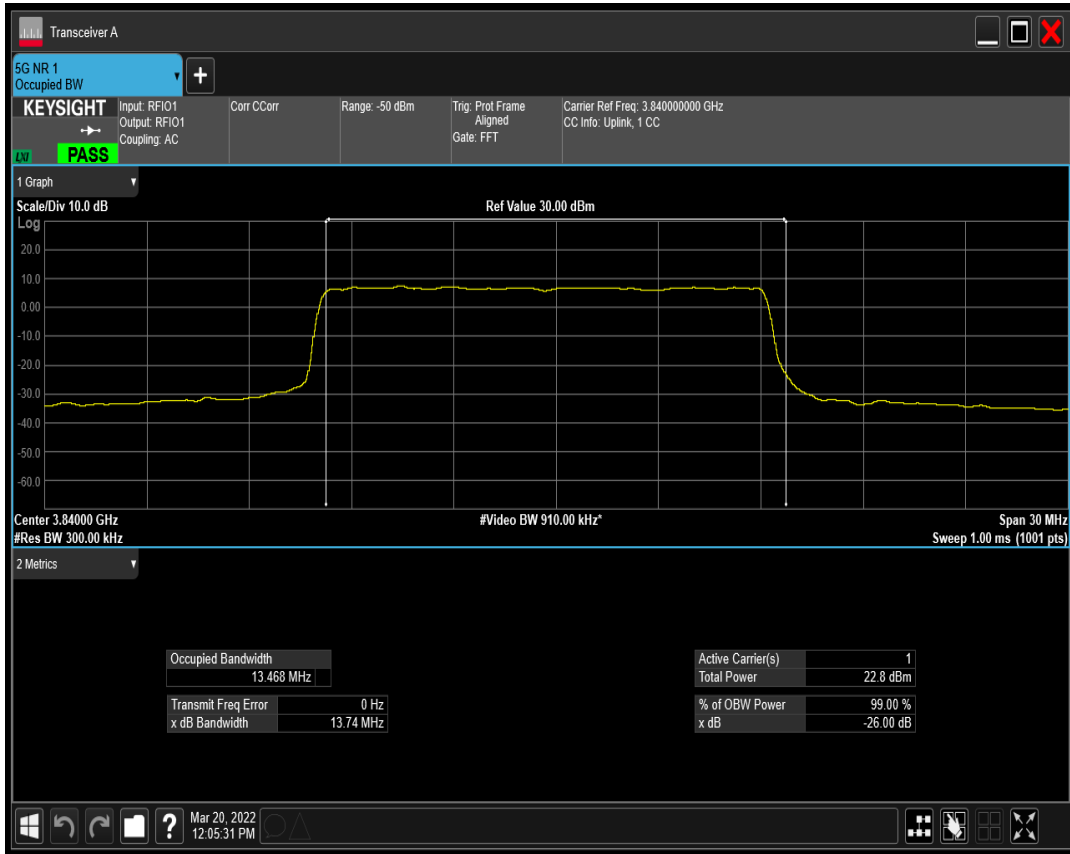 Transceiver A
5G NR 1
Occupied BW
KEYSIGHT
LXI
PASS
Input: RFIO1
Output: RFIO1
Coupling: AC
Corr CCorr
Range: -50 dBm
Trig: Prot Frame
Aligned
Gate: FFT
Carrier Ref Freq: 3.840000000 GHz
CC Info: Uplink, 1 CC
1 Graph
Scale/Div 10.0 dB
Ref Value 30.00 dBm
Log
20.0
10.0
0.00
-10.0
-20.0
-30.0
-40.0
-50.0
-60.0
Center 3.84000 GHz
#Video BW 910.00 kHz*
Span 30 MHz
#Res BW 300.00 kHz
Sweep 1.00 ms (1001 pts)
2 Metrics
Occupied Bandwidth
13.468 MHz
Transmit Freq Error 0 Hz
x dB Bandwidth 13.74 MHz
Active Carrier(s) 1
Total Power 22.8 dBm
% of OBW Power 99.00 %
x dB -26.00 dB
?
Mar 20, 2022
12:05:31 PM